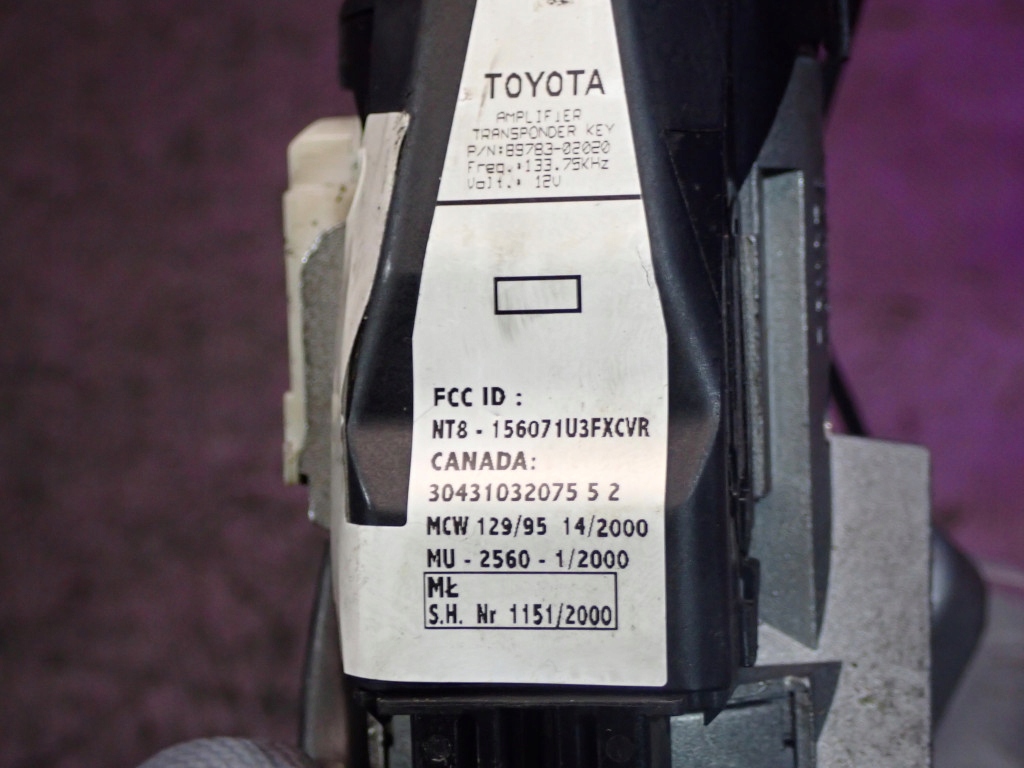 TOYOTA
AMPLIFIER
TRANSPONDER KEY
P/N:89783-02020
Freq.:133.75KHz
Volt.: 12V
FCC ID :
NT8 - 156071U3FXCVR
CANADA:
30431032075 5 2
MCW 129/95 14/2000
MU - 2560 - 1/2000
MŁ
S.H. Nr 1151/2000